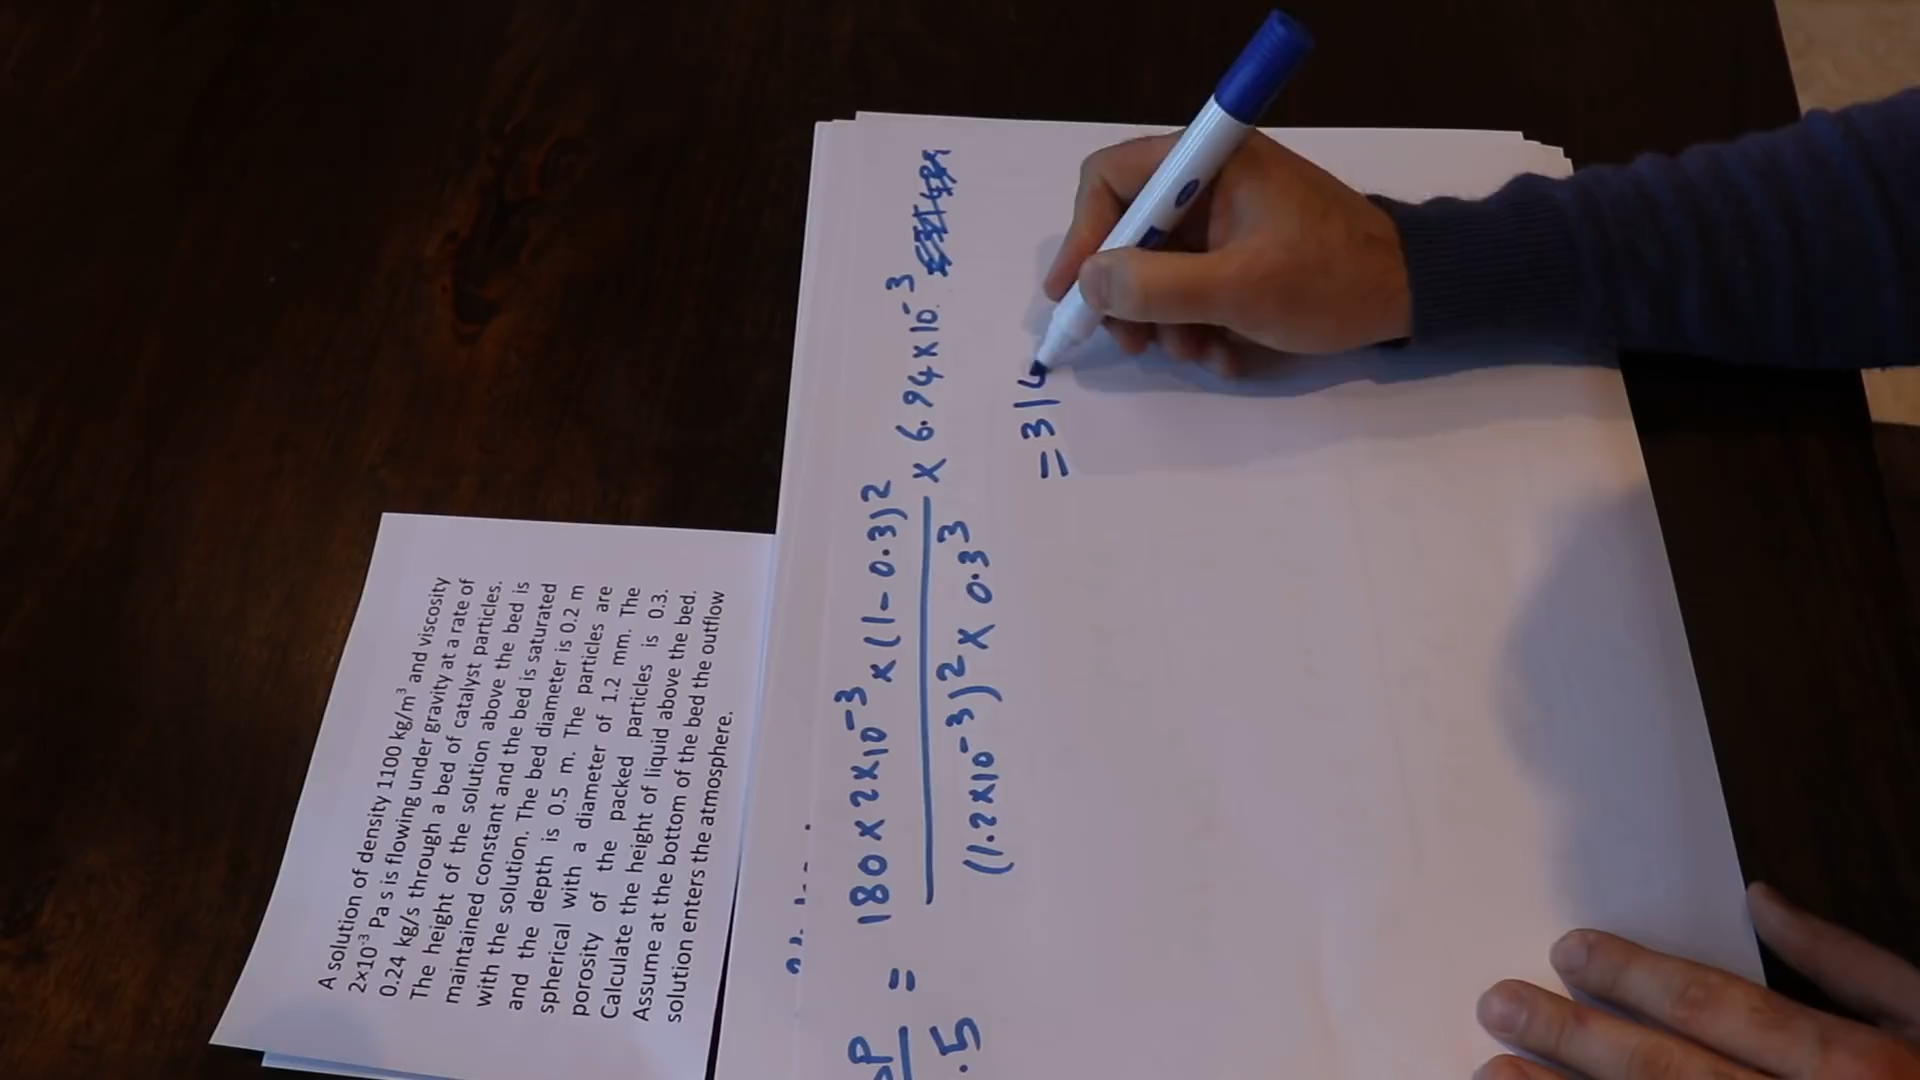 A solution of density 1100 kg/m³ and viscosity
2×10⁻³ Pa s is flowing under gravity at a rate of
0.24 kg/s through a bed of catalyst particles.
The height of the solution above the bed is
maintained constant and the bed is saturated
with the solution. The bed diameter is 0.2 m
and the depth is 0.5 m. The particles are
spherical with a diameter of 1.2 mm. The
porosity of the packed particles is 0.3.
Calculate the height of liquid above the bed.
Assume at the bottom of the bed the outflow
solution enters the atmosphere.
P = 180 × 2×10⁻³ × (1-0.3)² × 6.94×10⁻³
.5 (1.2×10⁻³)² × 0.3³
= 314